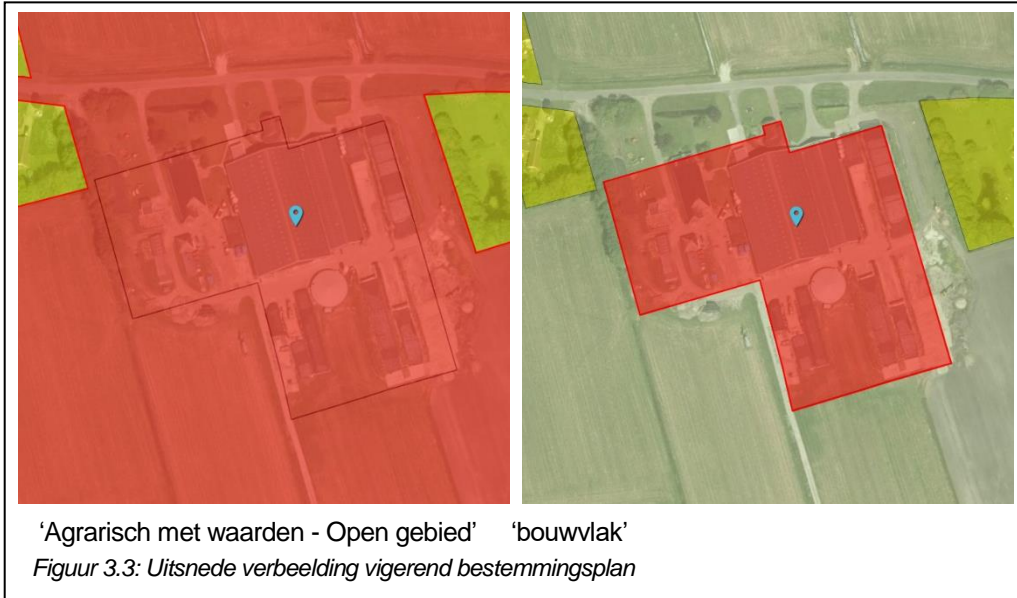 ‘Agrarisch met waarden - Open gebied’ ‘bouwvlak’
Figuur 3.3: Uitsnede verbeelding vigerend bestemmingsplan